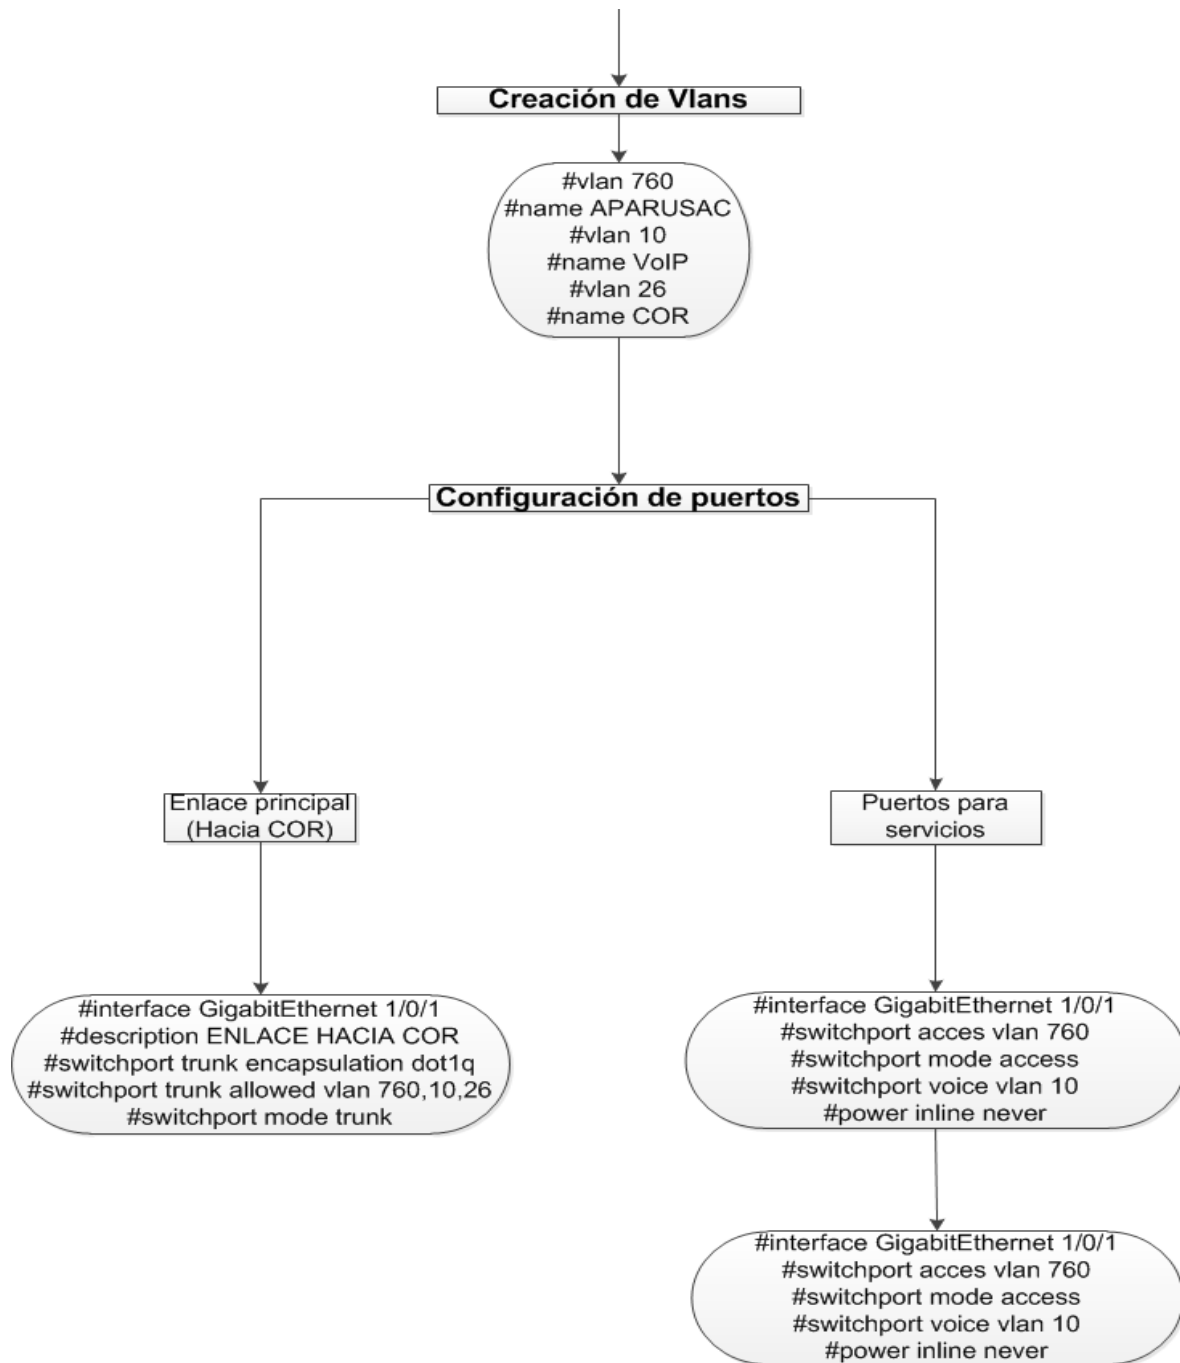 Creación de Vlans
#vlan 760
#name APARUSAC
#vlan 10
#name VoIP
#vlan 26
#name COR
Configuración de puertos
Enlace principal
(Hacia COR)
#interface GigabitEthernet 1/0/1
#description ENLACE HACIA COR
#switchport trunk encapsulation dot1q
#switchport trunk allowed vlan 760,10,26
#switchport mode trunk
Puertos para
servicios
#interface GigabitEthernet 1/0/1
#switchport acces vlan 760
#switchport mode access
#switchport voice vlan 10
#power inline never
#interface GigabitEthernet 1/0/1
#switchport acces vlan 760
#switchport mode access
#switchport voice vlan 10
#power inline never